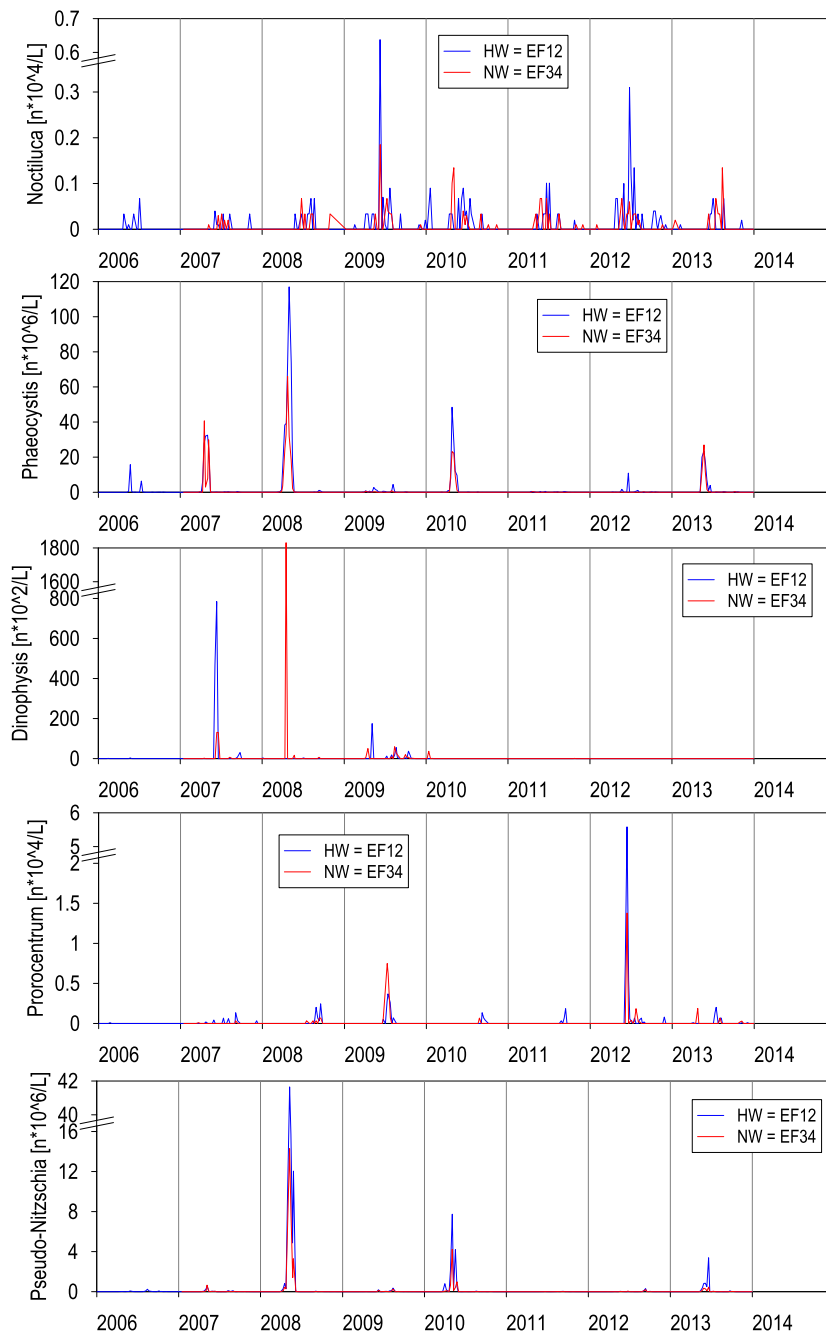 0.7
0.6
0.3
0.2
0.1
0
Noctiluca [n*10^4/L]
HW = EF12
NW = EF34
2006 2007 2008 2009 2010 2011 2012 2013 2014
120
100
80
60
40
20
0
Phaeocystis [n*10^6/L]
HW = EF12
NW = EF34
2006 2007 2008 2009 2010 2011 2012 2013 2014
1800
1600
800
600
400
200
0
Dinophysis [n*10^2/L]
HW = EF12
NW = EF34
2006 2007 2008 2009 2010 2011 2012 2013 2014
6
5
2
1.5
1
0.5
0
Prorocentrum [n*10^4/L]
HW = EF12
NW = EF34
2006 2007 2008 2009 2010 2011 2012 2013 2014
42
40
16
12
8
4
0
Pseudo-Nitzschia [n*10^6/L]
HW = EF12
NW = EF34
2006 2007 2008 2009 2010 2011 2012 2013 2014